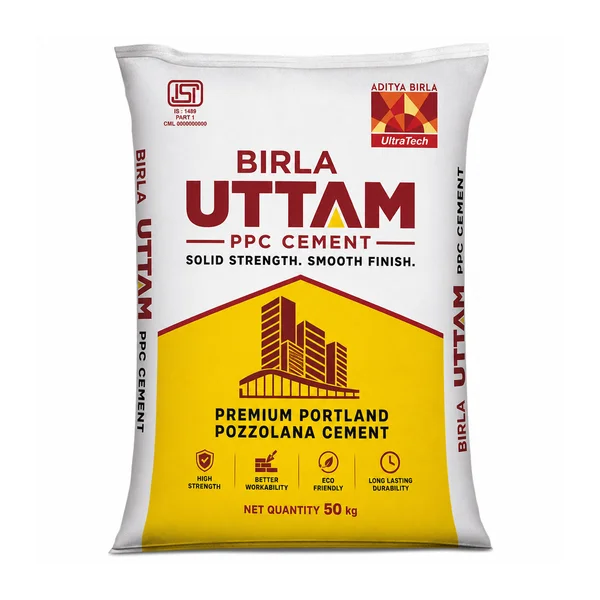 ISI
IS : 1489
PART 1
CML 0000000000
ADITYA BIRLA
UltraTech
BIRLA
UTTAM
PPC CEMENT
SOLID STRENGTH. SMOOTH FINISH.
BIRLA UTTAM PPC CEMENT
BIRLA UTTAM PPC CEMENT
PREMIUM PORTLAND
POZZOLANA CEMENT
HIGH
STRENGTH
BETTER
WORKABILITY
ECO
FRIENDLY
LONG LASTING
DURABILITY
NET QUANTITY 50 kg